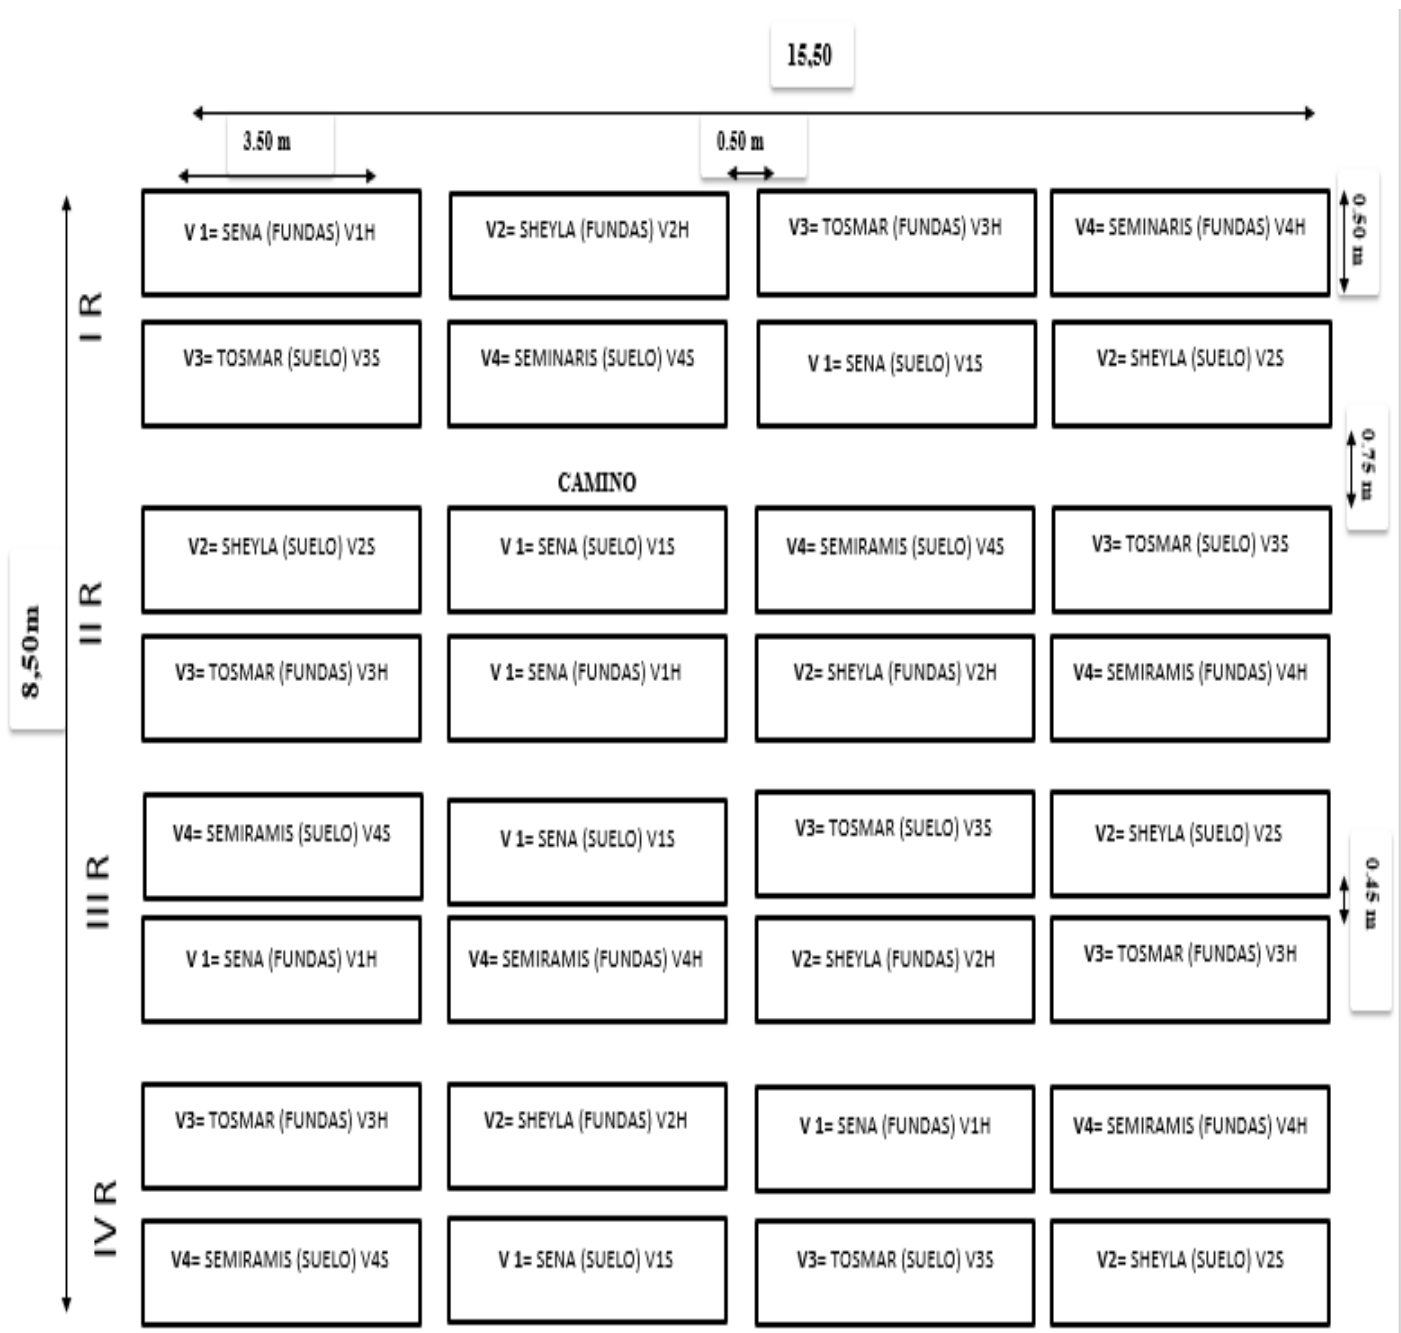 15,50
3.50 m
0.50 m
V 1= SENA (FUNDAS) V1H
V2= SHEYLA (FUNDAS) V2H
V3= TOSMAR (FUNDAS) V3H
V4= SEMINARIS (FUNDAS) V4H
0.50 m
I R
V3= TOSMAR (SUELO) V3S
V4= SEMINARIS (SUELO) V4S
V 1= SENA (SUELO) V1S
V2= SHEYLA (SUELO) V2S
0.75 m
CAMINO
8,50m
II R
V2= SHEYLA (SUELO) V2S
V 1= SENA (SUELO) V1S
V4= SEMIRAMIS (SUELO) V4S
V3= TOSMAR (SUELO) V3S
V3= TOSMAR (FUNDAS) V3H
V 1= SENA (FUNDAS) V1H
V2= SHEYLA (FUNDAS) V2H
V4= SEMIRAMIS (FUNDAS) V4H
III R
V4= SEMIRAMIS (SUELO) V4S
V 1= SENA (SUELO) V1S
V3= TOSMAR (SUELO) V3S
V2= SHEYLA (SUELO) V2S
0.45 m
V 1= SENA (FUNDAS) V1H
V4= SEMIRAMIS (FUNDAS) V4H
V2= SHEYLA (FUNDAS) V2H
V3= TOSMAR (FUNDAS) V3H
IV R
V3= TOSMAR (FUNDAS) V3H
V2= SHEYLA (FUNDAS) V2H
V 1= SENA (FUNDAS) V1H
V4= SEMIRAMIS (FUNDAS) V4H
V4= SEMIRAMIS (SUELO) V4S
V 1= SENA (SUELO) V1S
V3= TOSMAR (SUELO) V3S
V2= SHEYLA (SUELO) V2S